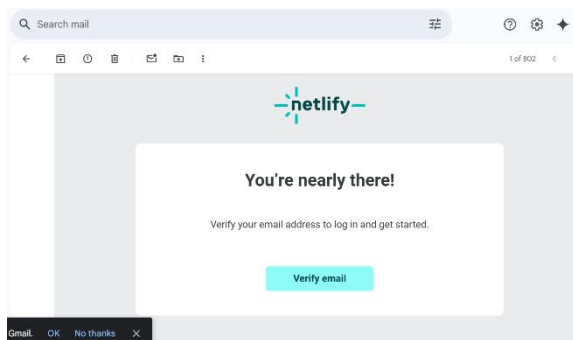 Search mail
1 of 802
netlify
You're nearly there!
Verify your email address to log in and get started.
Verify email
Gmail. OK No thanks